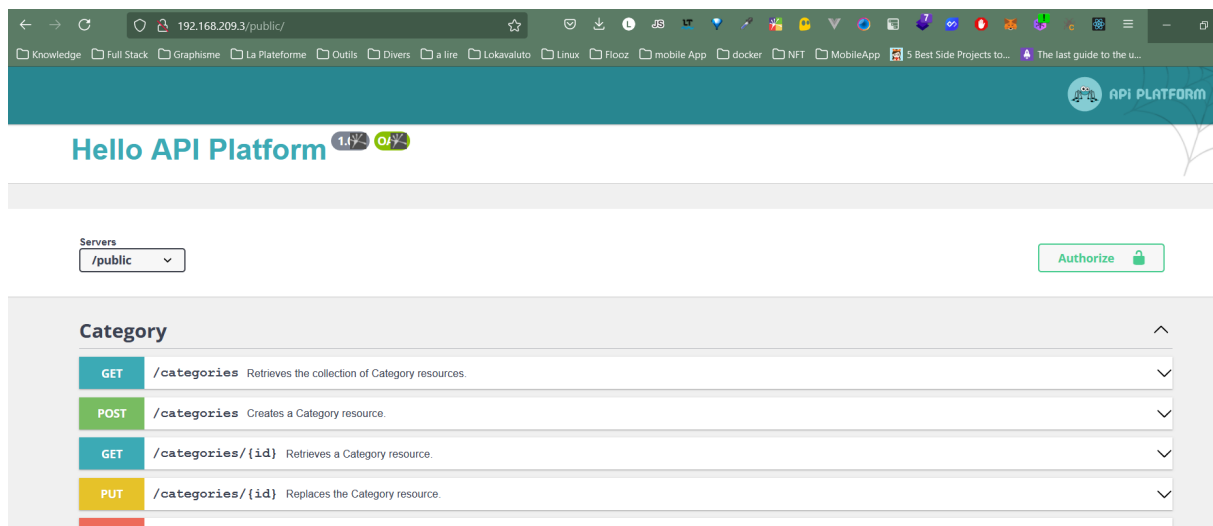 192.168.209.3/public/
Knowledge Full Stack Graphisme La Plateforme Outils Divers a lire Lokavaluto Linux Flooz mobile App docker NFT MobileApp 5 Best Side Projects to... The last guide to the u...
API PLATFORM
Hello API Platform
Servers
/public
Authorize
Category
GET /categories Retrieves the collection of Category resources.
POST /categories Creates a Category resource.
GET /categories/{id} Retrieves a Category resource.
PUT /categories/{id} Replaces the Category resource.